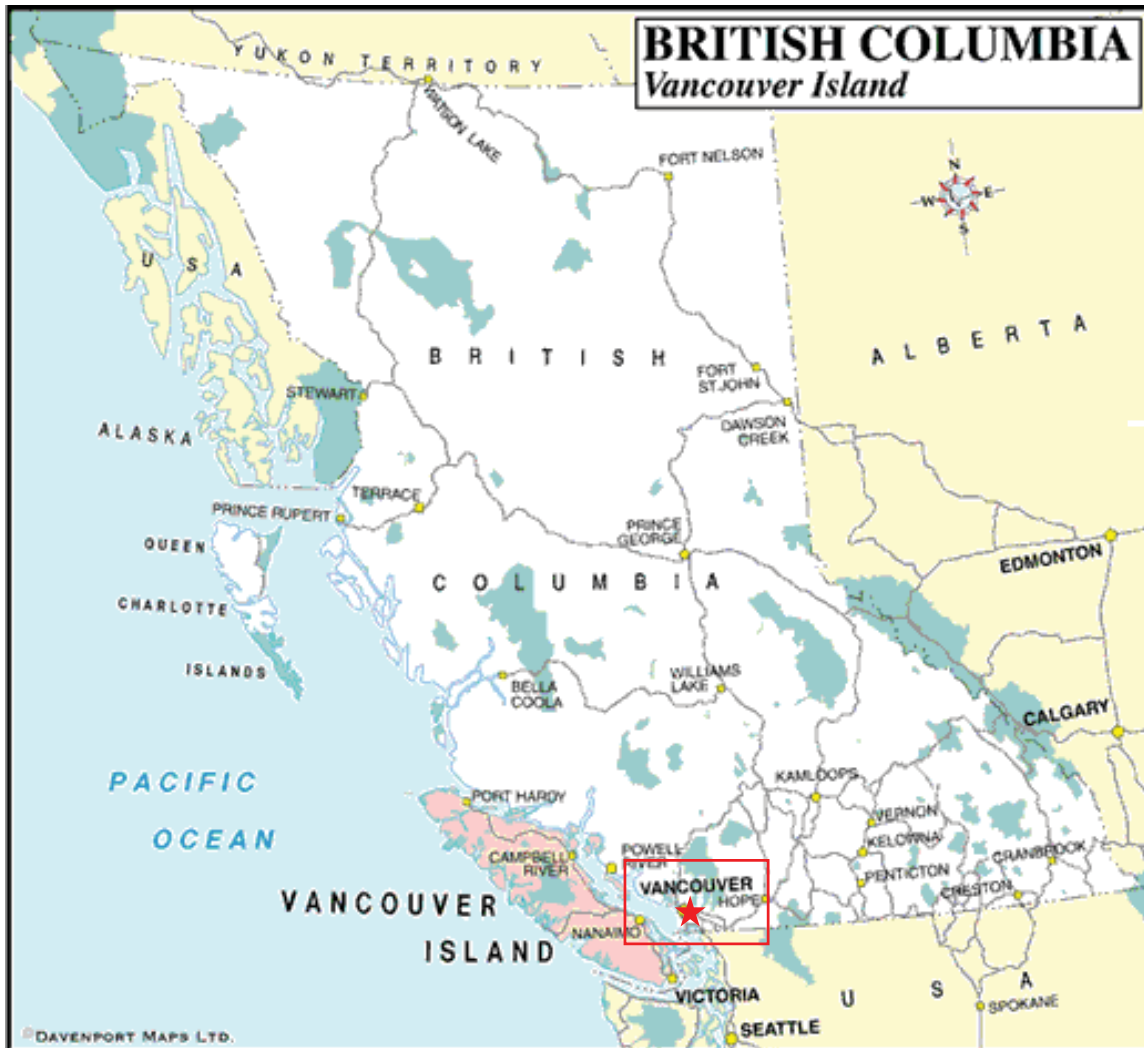 BRITISH COLUMBIA
Vancouver Island
YUKON TERRITORY
WATSON LAKE
FORT NELSON
N
W E
S
USA
BRITISH
ALBERTA
FORT
ST JOHN
STEWART
DAWSON
CREEK
ALASKA
TERRACE
PRINCE RUPERT
PRINCE
GEORGE
QUEEN
EDMONTON
COLUMBIA
CHARLOTTE
ISLANDS
WILLIAMS
LAKE
BELLA
COOLA
CALGARY
PACIFIC
OCEAN
KAMLOOPS
PORT HARDY
VERNON
KELOWNA
CAMPBELL
RIVER
POWELL
RIVER
CRANBROOK
PENTICTON
VANCOUVER
HOPE
CRESTON
VANCOUVER
ISLAND
NANAIMO
VICTORIA
USA
SPOKANE
SEATTLE
©DAVENPORT MAPS LTD.